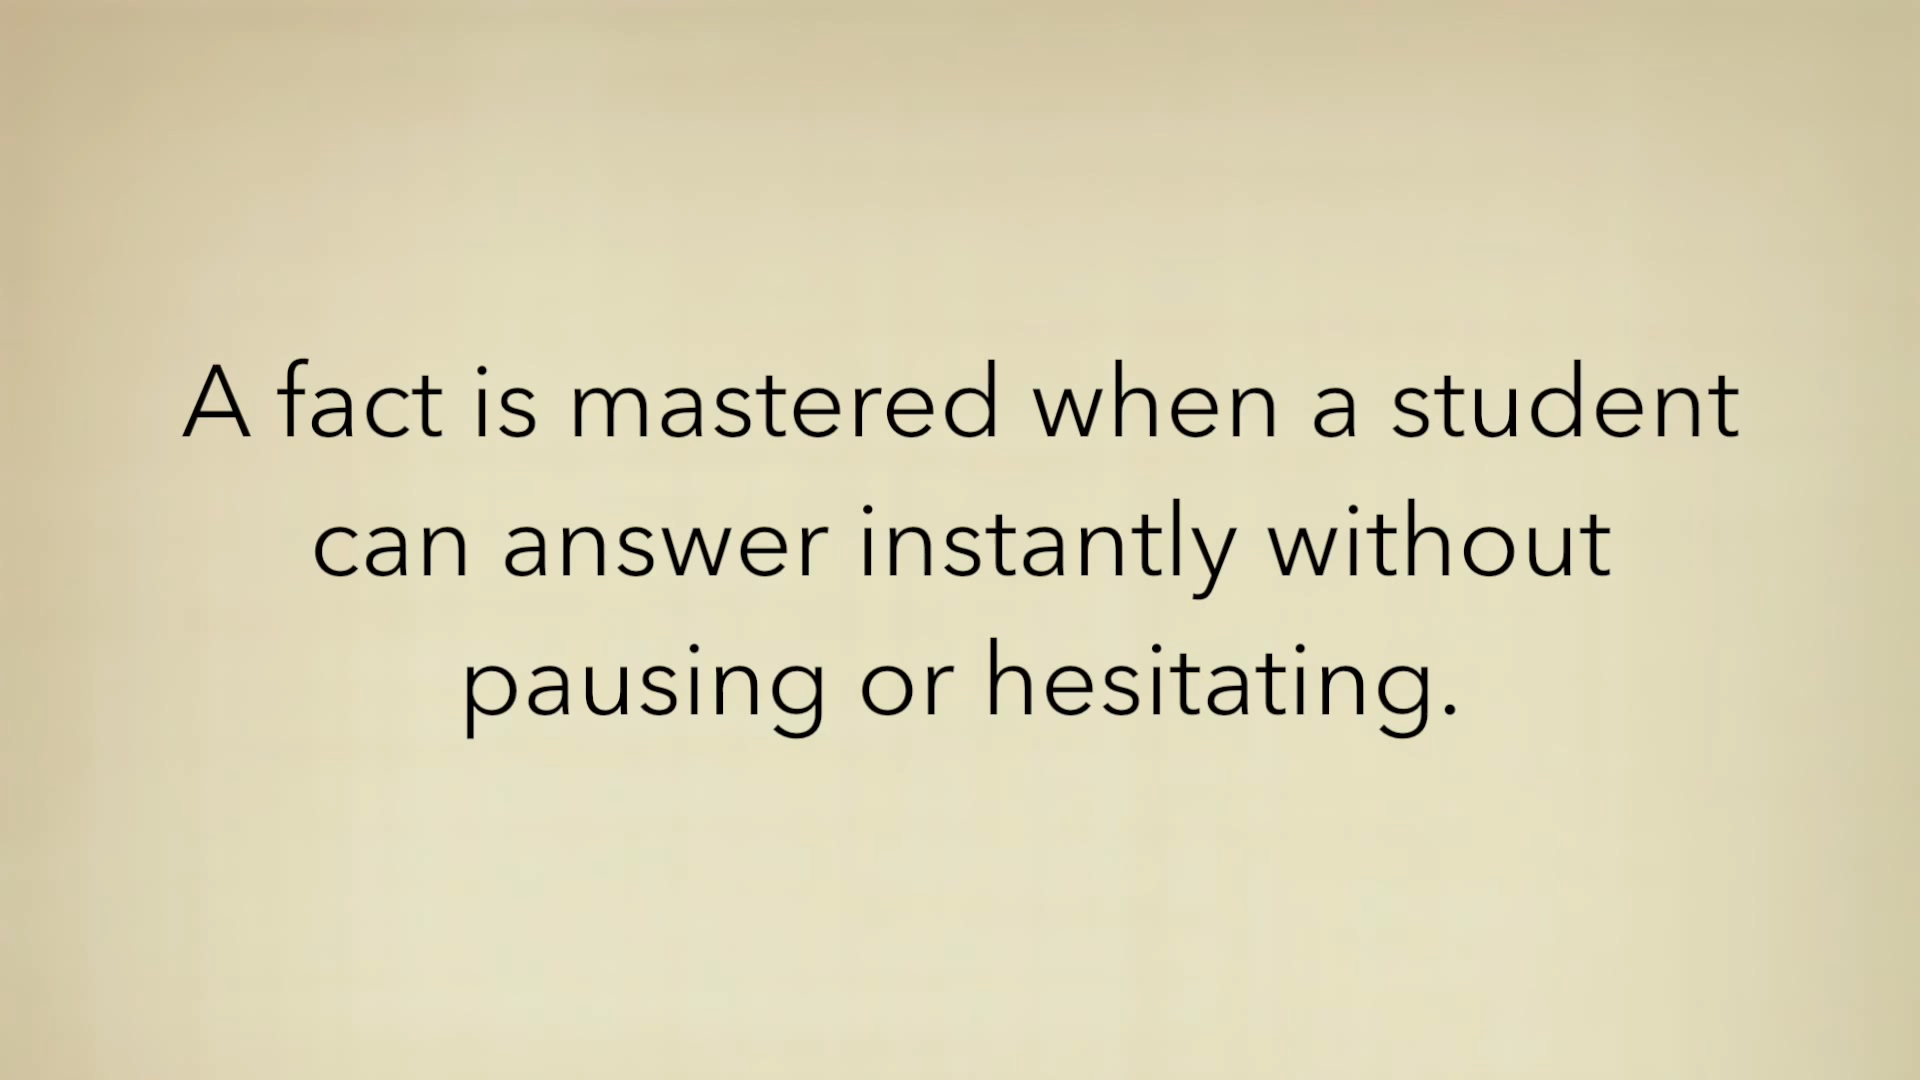 A fact is mastered when a student
can answer instantly without
pausing or hesitating.